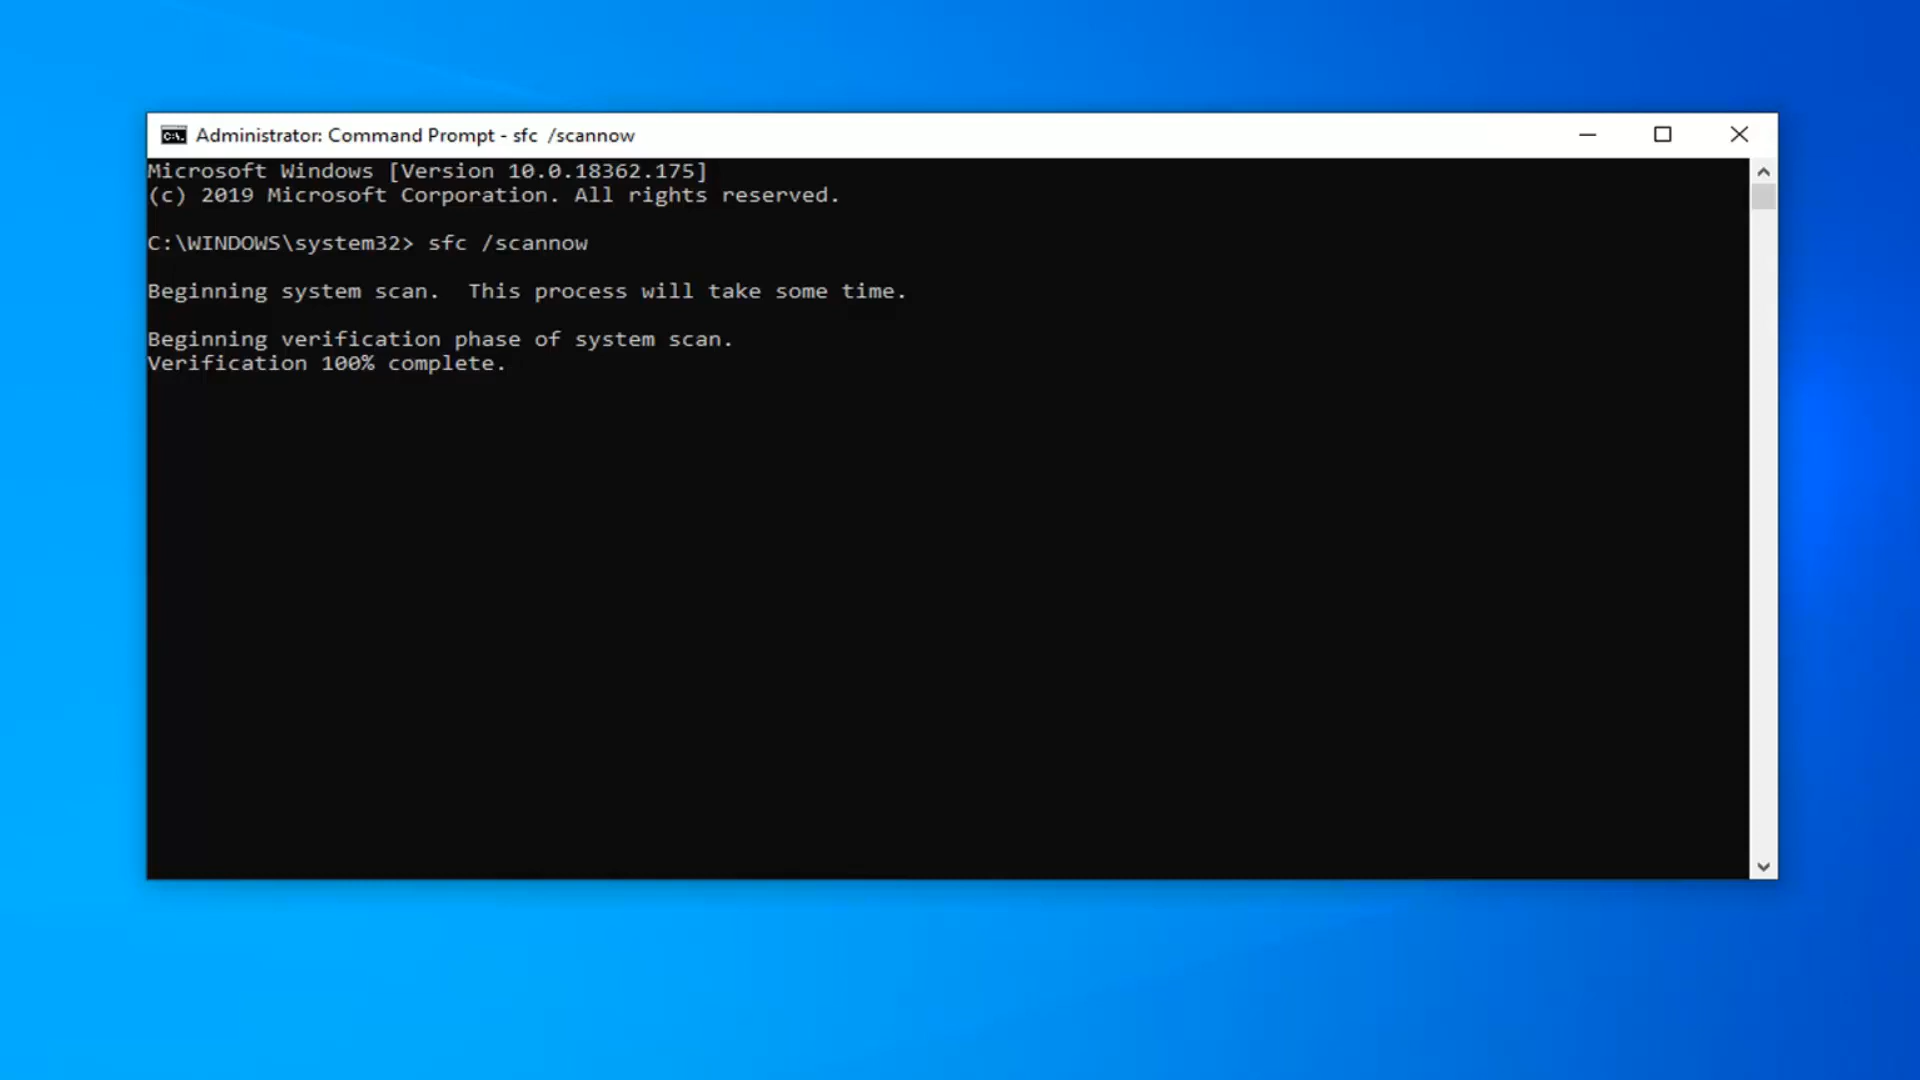 Administrator: Command Prompt - sfc  /scannow
Microsoft Windows [Version 10.0.18362.175]
(c) 2019 Microsoft Corporation. All rights reserved.
C:\WINDOWS\system32> sfc /scannow
Beginning system scan.  This process will take some time.
Beginning verification phase of system scan.
Verification 100% complete.